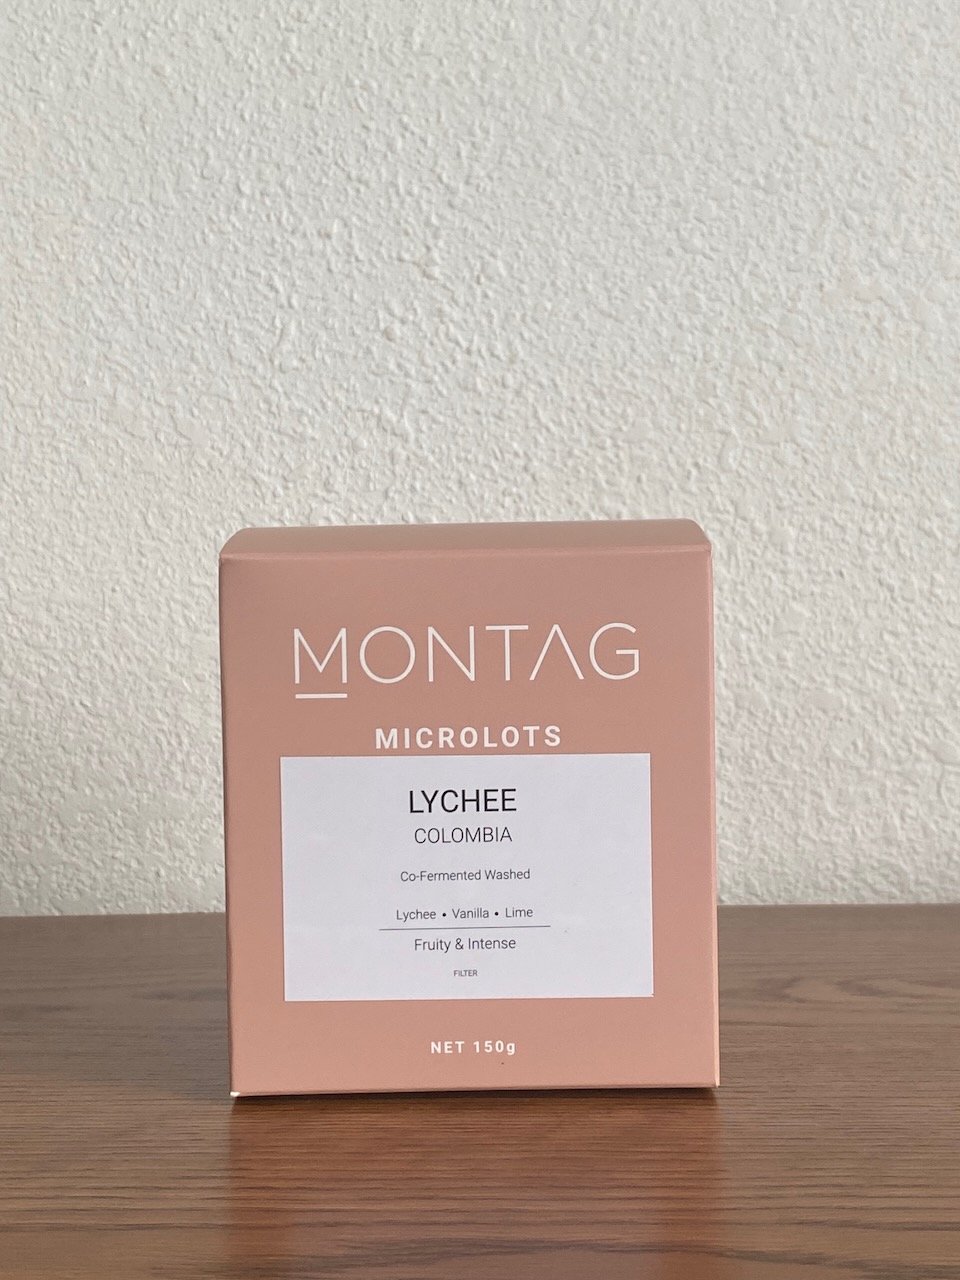 MONTAG
MICROLOTS
LYCHEE
COLOMBIA
Co-Fermented Washed
Lychee • Vanilla • Lime
Fruity & Intense
FILTER
NET 150g